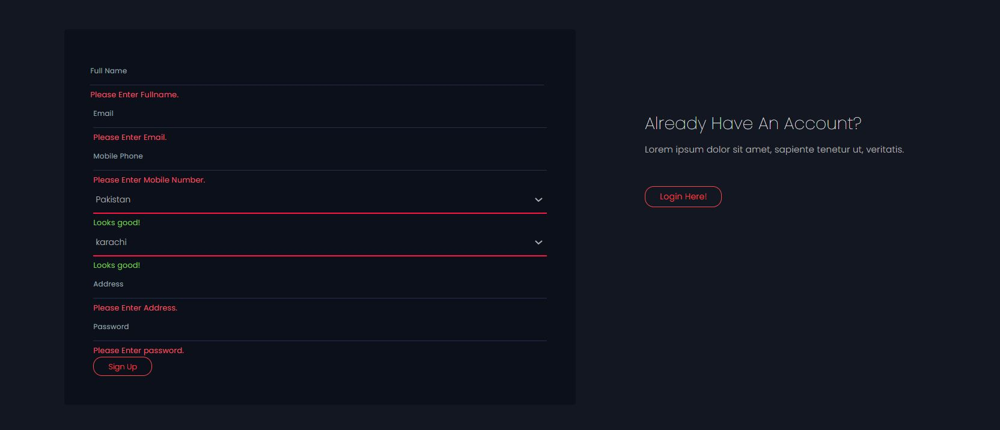 Full Name
Please Enter Fullname.
Email
Please Enter Email.
Mobile Phone
Please Enter Mobile Number.
Pakistan
Looks good!
karachi
Looks good!
Address
Please Enter Address.
Password
Please Enter password.
Sign Up
Already Have An Account?
Lorem ipsum dolor sit amet, sapiente tenetur ut, veritatis.
Login Here!